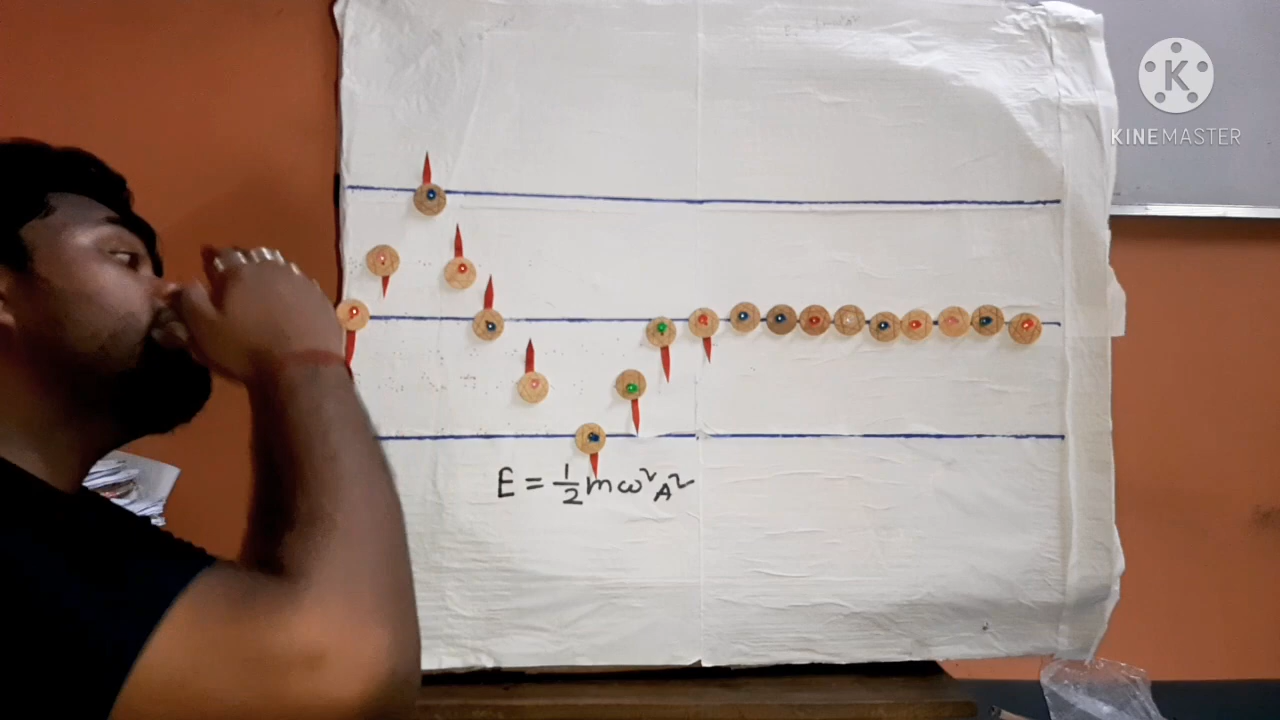 K
KINEMASTER
E = ½ mω²A²